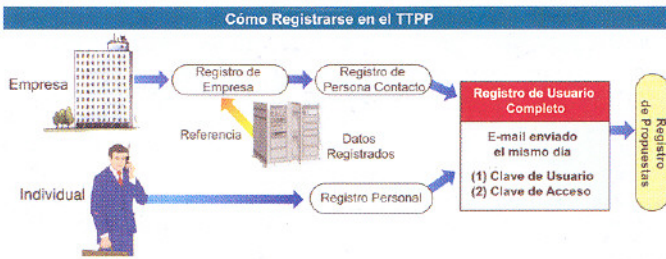 Cómo Registrarse en el TTPP
Empresa
Registro de
Empresa
Registro de
Persona Contacto
Referencia
Datos
Registrados
Individual
Registro Personal
Registro de Usuario
Completo
E-mail enviado
el mismo día
(1) Clave de Usuario
(2) Clave de Acceso
Registro
de Propuestas